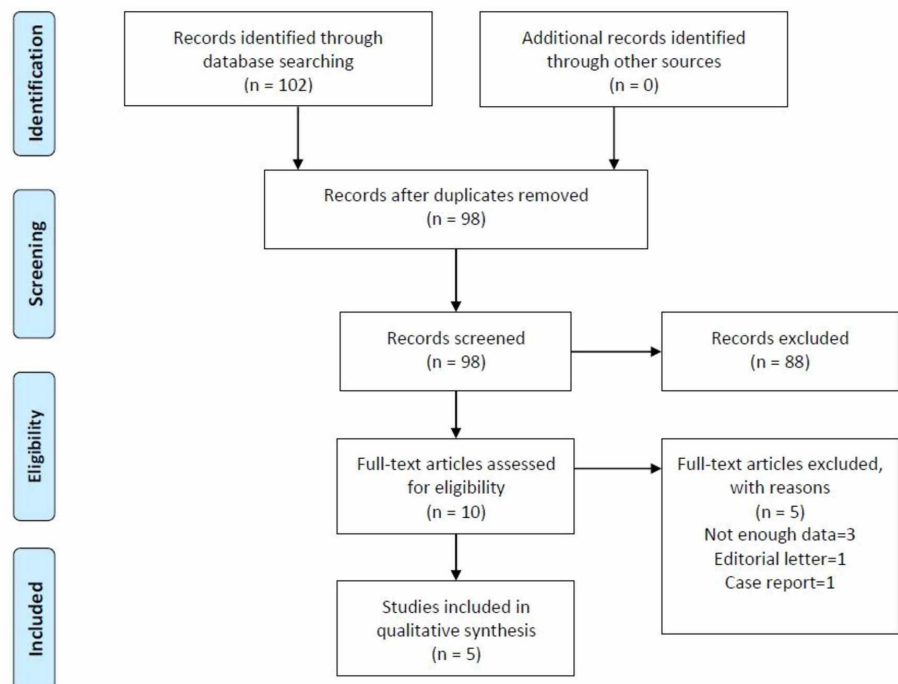 Identification
Records identified through
database searching
(n = 102)
Additional records identified
through other sources
(n = 0)
Screening
Records after duplicates removed
(n = 98)
Records screened
(n = 98)
Records excluded
(n = 88)
Eligibility
Full-text articles assessed
for eligibility
(n = 10)
Full-text articles excluded,
with reasons
(n = 5)
Not enough data=3
Editorial letter=1
Case report=1
Included
Studies included in
qualitative synthesis
(n = 5)